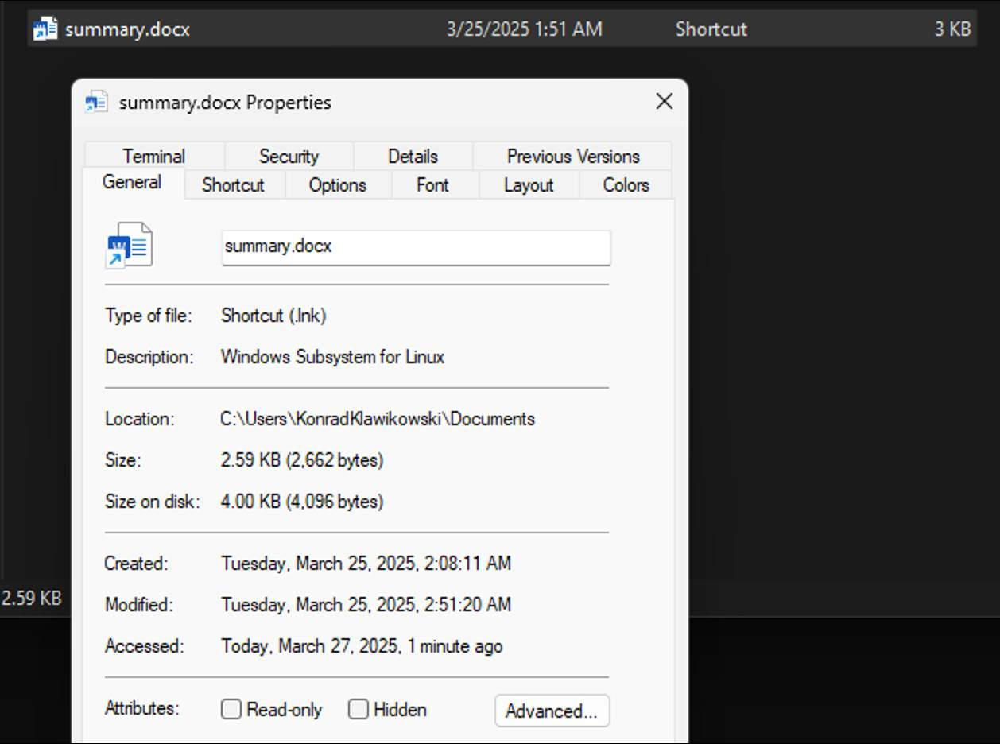 summary.docx 3/25/2025 1:51 AM Shortcut 3 KB
summary.docx Properties
Terminal Security Details Previous Versions
General Shortcut Options Font Layout Colors
summary.docx
Type of file: Shortcut (.lnk)
Description: Windows Subsystem for Linux
Location: C:\Users\KonradKlawikowski\Documents
Size: 2.59 KB (2,662 bytes)
Size on disk: 4.00 KB (4,096 bytes)
Created: Tuesday, March 25, 2025, 2:08:11 AM
2.59 KB
Modified: Tuesday, March 25, 2025, 2:51:20 AM
Accessed: Today, March 27, 2025, 1 minute ago
Attributes: Read-only Hidden Advanced...